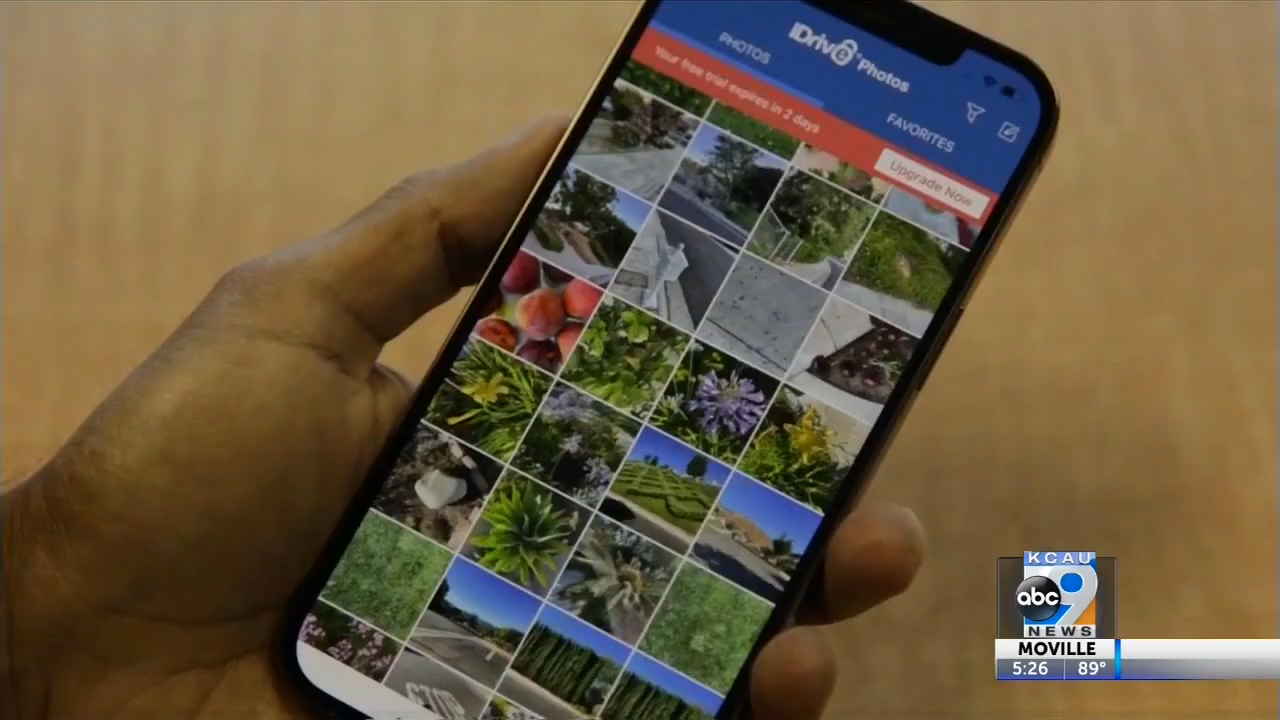 IDrive Photos
PHOTOS
FAVORITES
Your free trial expires in 2 days
Upgrade Now
STOP
KCAU
abc 9
NEWS
MOVILLE
5:26 89°